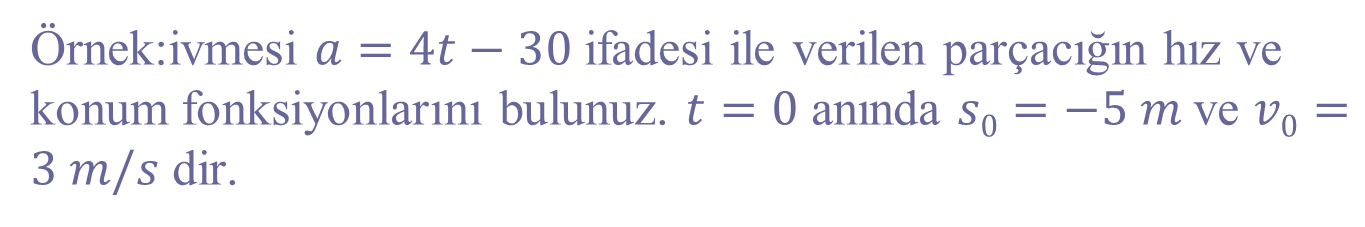 Örnek:ivmesi a = 4t − 30 ifadesi ile verilen parçacığın hız ve
konum fonksiyonlarını bulunuz. t = 0 anında s₀ = −5 m ve v₀ =
3 m/s dir.